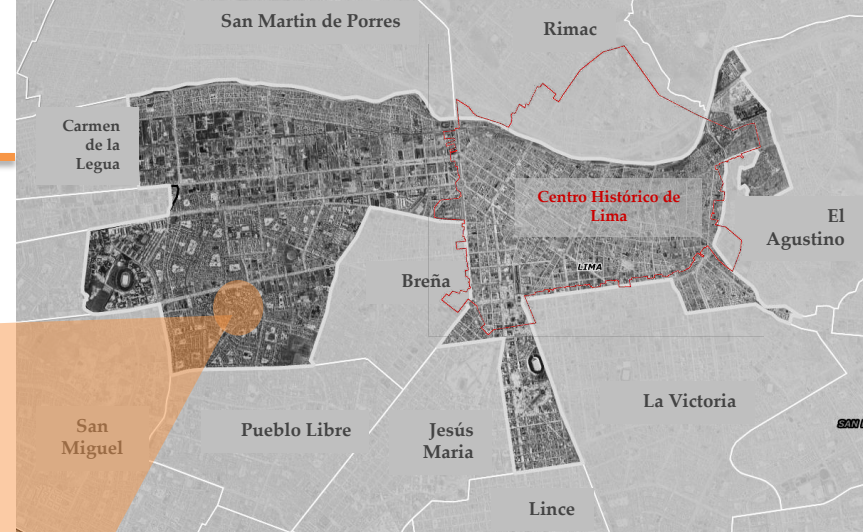 San Martin de Porres
Rimac
Carmen
de la
Legua
Centro Histórico de
Lima
El
Agustino
LIMA
Breña
La Victoria
San
Miguel
Pueblo Libre
Jesús
Maria
SAN
Lince